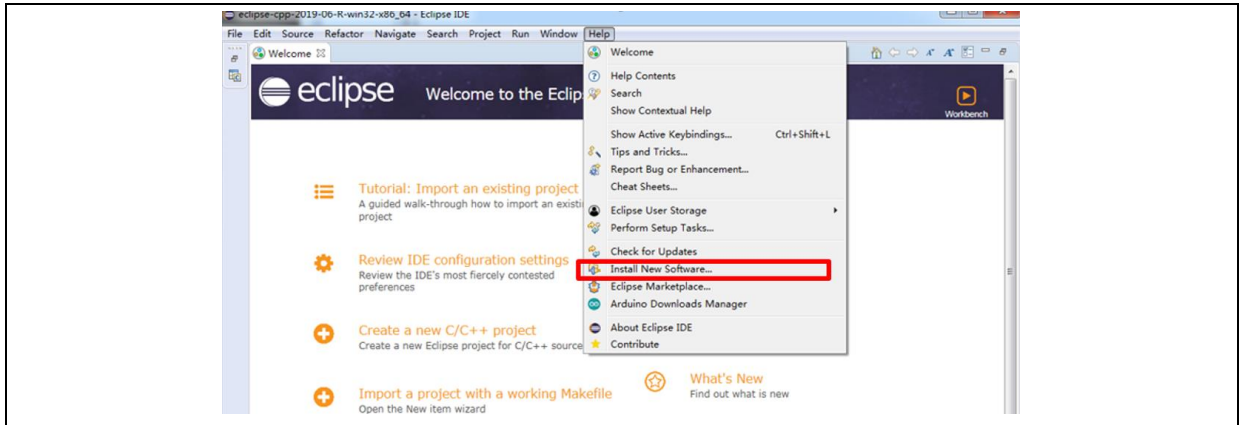 eclipse-cpp-2019-06-R-win32-x86_64 - Eclipse IDE
File Edit Source Refactor Navigate Search Project Run Window Help
Welcome
eclipse Welcome to the Eclip
Workbench
Welcome
Help Contents
Search
Show Contextual Help
Show Active Keybindings... Ctrl+Shift+L
Tips and Tricks...
Report Bug or Enhancement...
Cheat Sheets...
Eclipse User Storage
Perform Setup Tasks...
Check for Updates
Install New Software...
Eclipse Marketplace...
Arduino Downloads Manager
About Eclipse IDE
Contribute
Tutorial: Import an existing project
A guided walk-through how to import an existi
project
Review IDE configuration settings
Review the IDE's most fiercely contested
preferences
Create a new C/C++ project
Create a new Eclipse project for C/C++ source
Import a project with a working Makefile
Open the New item wizard
What's New
Find out what is new